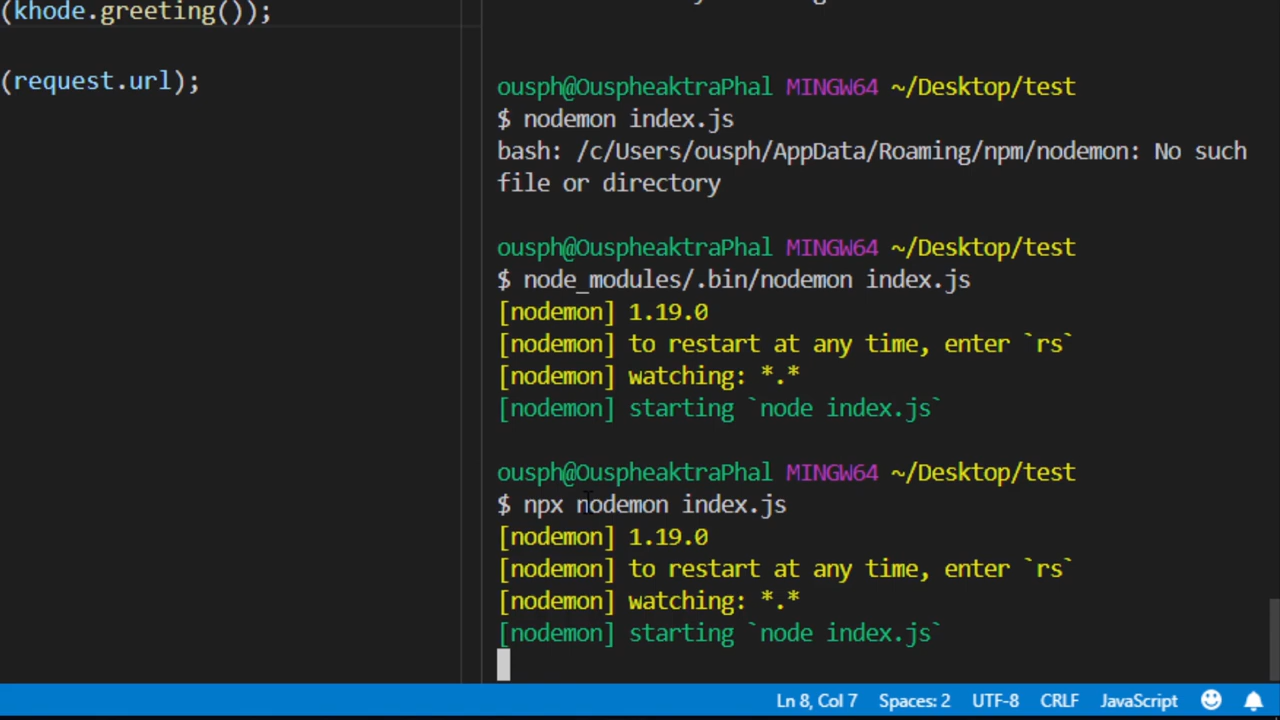 (khode.greeting());
(request.url);
ousph@OuspheaktraPhal MINGW64 ~/Desktop/test
$ nodemon index.js
bash: /c/Users/ousph/AppData/Roaming/npm/nodemon: No such
file or directory
ousph@OuspheaktraPhal MINGW64 ~/Desktop/test
$ node_modules/.bin/nodemon index.js
[nodemon] 1.19.0
[nodemon] to restart at any time, enter `rs`
[nodemon] watching: *.*
[nodemon] starting `node index.js`
ousph@OuspheaktraPhal MINGW64 ~/Desktop/test
$ npx nodemon index.js
[nodemon] 1.19.0
[nodemon] to restart at any time, enter `rs`
[nodemon] watching: *.*
[nodemon] starting `node index.js`
Ln 8, Col 7 Spaces: 2 UTF-8 CRLF JavaScript